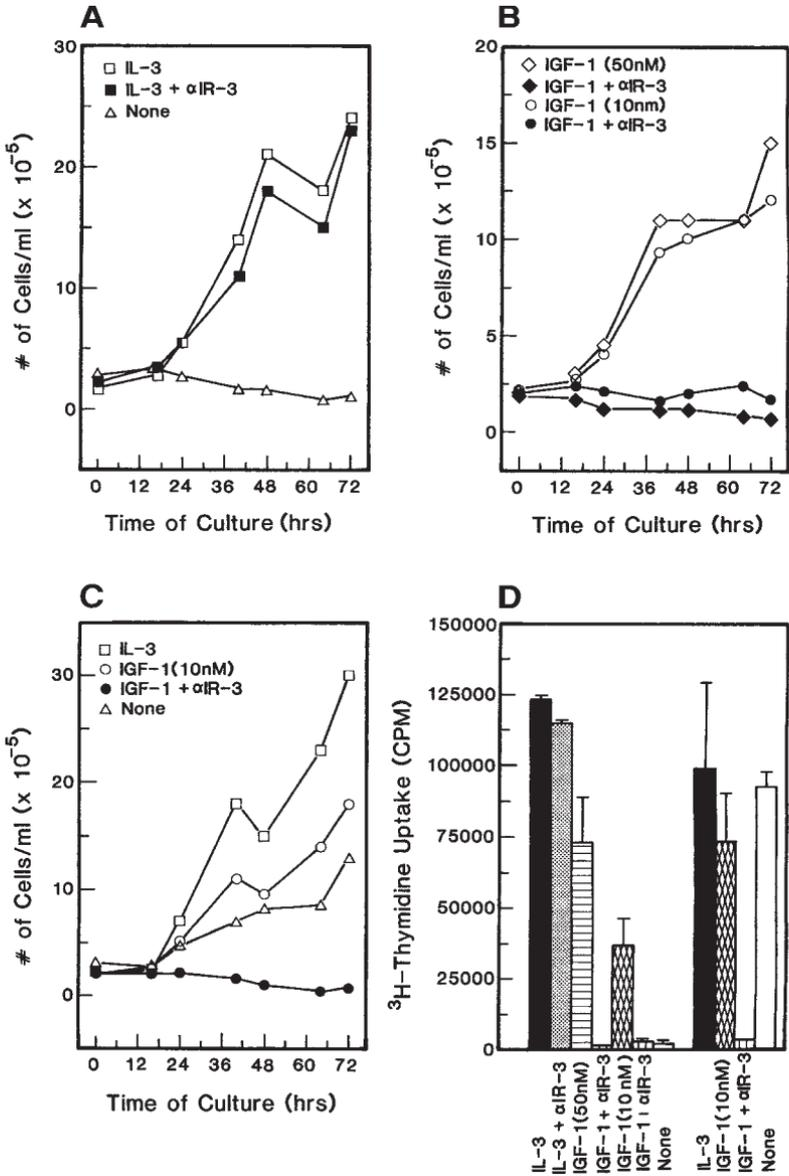 A
30
20
10
0
# of Cells/ml (x 10⁻⁵)
IL-3
IL-3 + αIR-3
None
0 12 24 36 48 60 72
Time of Culture (hrs)
B
20
15
10
5
0
# of Cells/ml (x 10⁻⁵)
IGF-1 (50nM)
IGF-1 + αIR-3
IGF-1 (10nm)
IGF-1 + αIR-3
0 12 24 36 48 60 72
Time of Culture (hrs)
C
30
20
10
0
# of Cells/ml (x 10⁻⁵)
IL-3
IGF-1(10nM)
IGF-1 + αIR-3
None
0 12 24 36 48 60 72
Time of Culture (hrs)
D
150000
125000
100000
75000
50000
25000
0
³H-Thymidine Uptake (CPM)
IL-3
IL-3 + αIR-3
IGF-1(50nM)
IGF-1 + αIR-3
IGF-1(10nM)
IGF-1 + αIR-3
None
IL-3
IGF-1(10nM)
IGF-1 + αIR-3
None